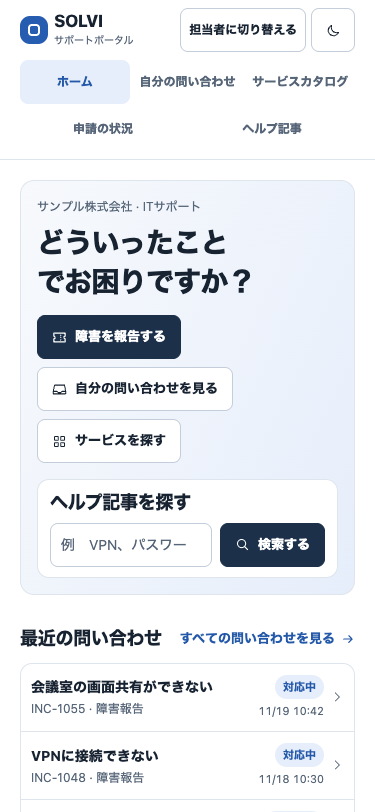 SOLVI
サポートポータル
担当者に切り替える
ホーム
自分の問い合わせ
サービスカタログ
申請の状況
ヘルプ記事
サンプル株式会社 · ITサポート
どういったこと
でお困りですか？
障害を報告する
自分の問い合わせを見る
サービスを探す
ヘルプ記事を探す
例　VPN、パスワー
検索する
最近の問い合わせ
すべての問い合わせを見る →
会議室の画面共有ができない
対応中
INC-1055 · 障害報告
11/19 10:42
VPNに接続できない
対応中
INC-1048 · 障害報告
11/18 10:30